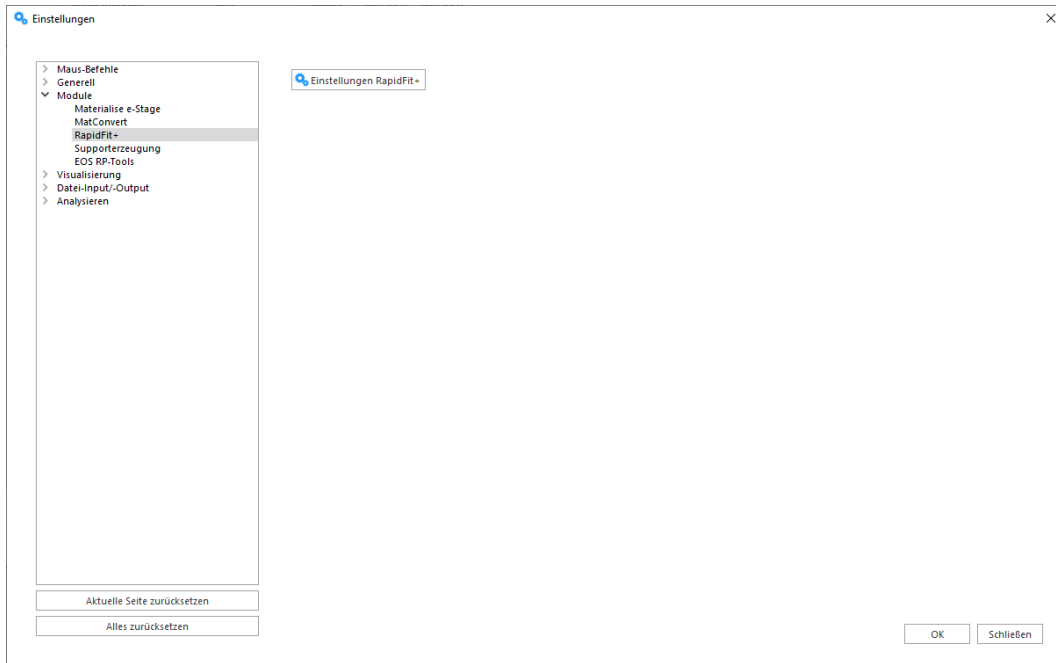 Einstellungen
Maus-Befehle
Generell
Module
Materialise e-Stage
MatConvert
RapidFit+
Supporterzeugung
EOS RP-Tools
Visualisierung
Datei-Input/-Output
Analysieren
Einstellungen RapidFit+
Aktuelle Seite zurücksetzen
Alles zurücksetzen
OK
Schließen